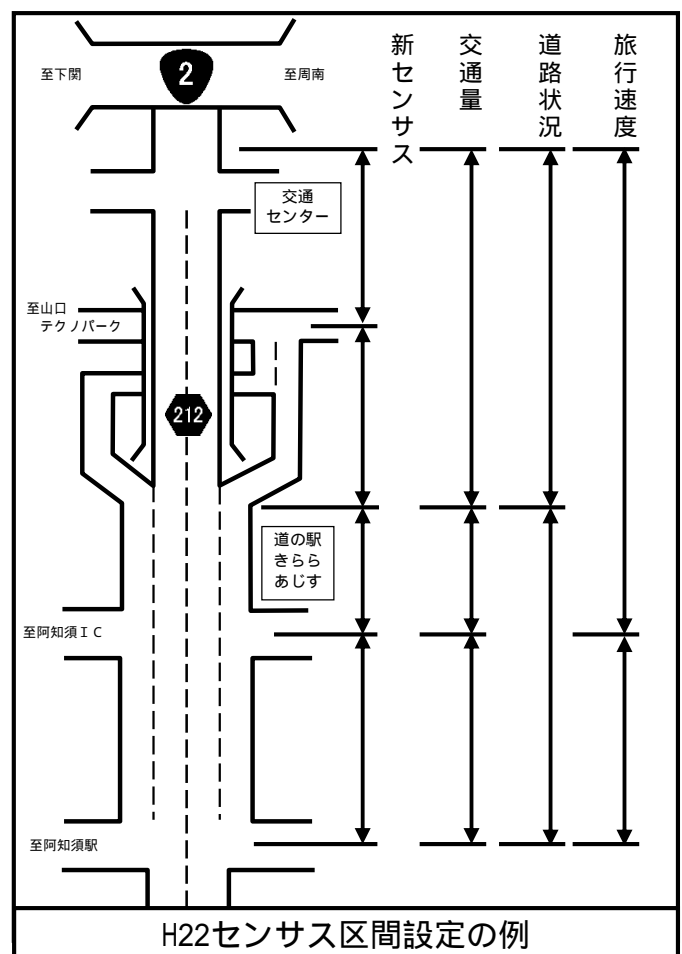 新センサス
交通量
道路状況
旅行速度
至下関
2
至周南
交通
センター
至山口
テクノパーク
212
道の駅
きらら
あじす
至阿知須ＩＣ
至阿知須駅
H22センサス区間設定の例